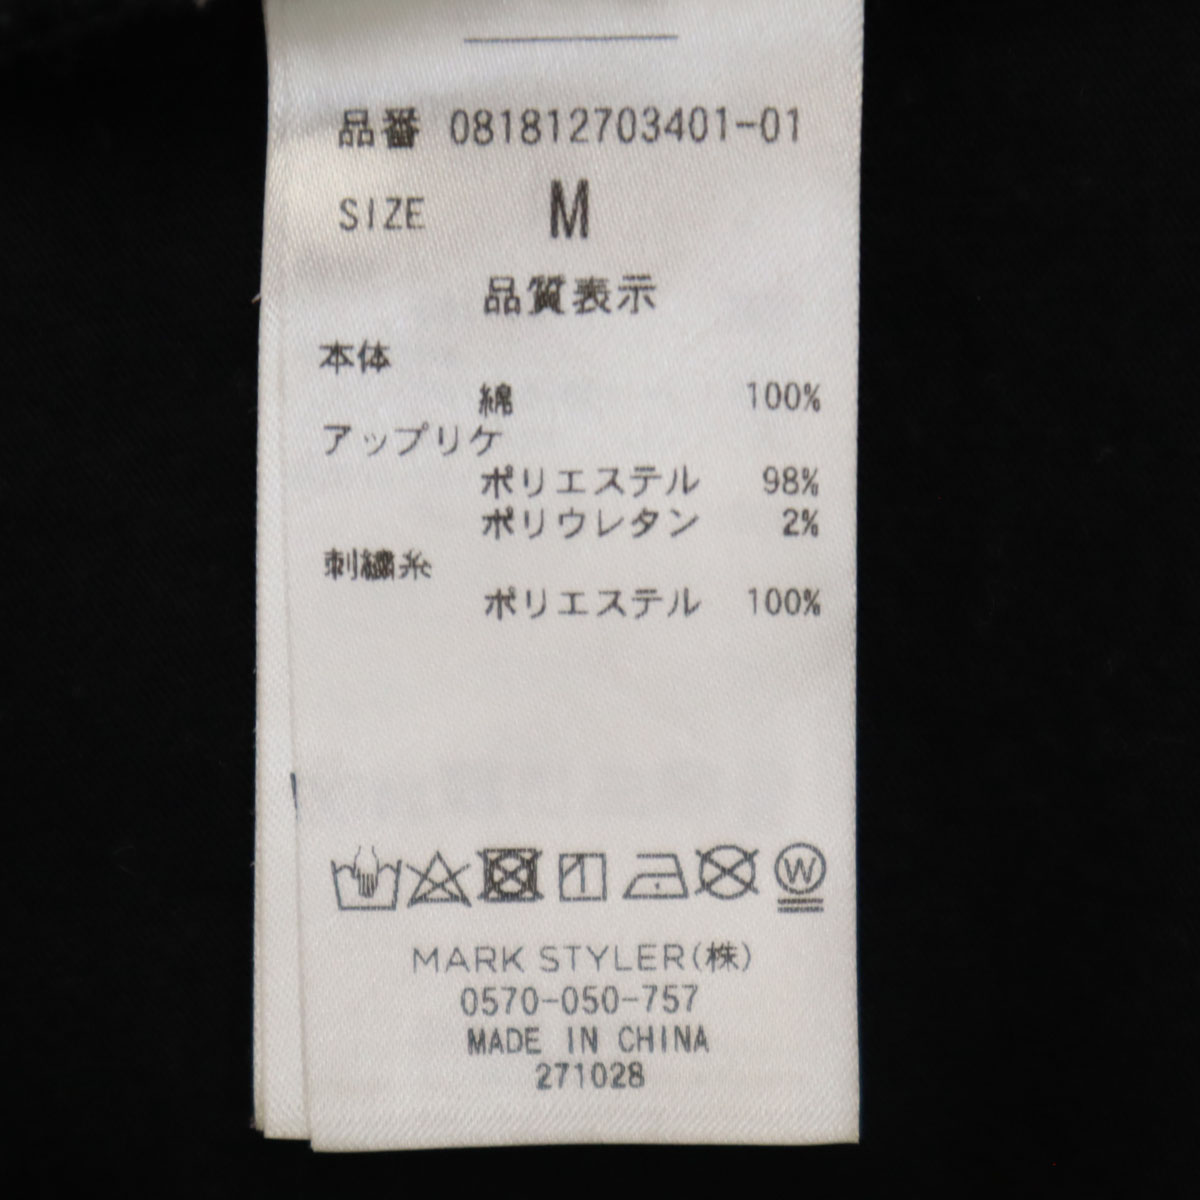 品番 081812703401-01
SIZE M
品質表示
本体
綿 100%
アップリケ
ポリエステル 98%
ポリウレタン 2%
刺繍糸
ポリエステル 100%
W
MARK STYLER(株)
0570-050-757
MADE IN CHINA
271028